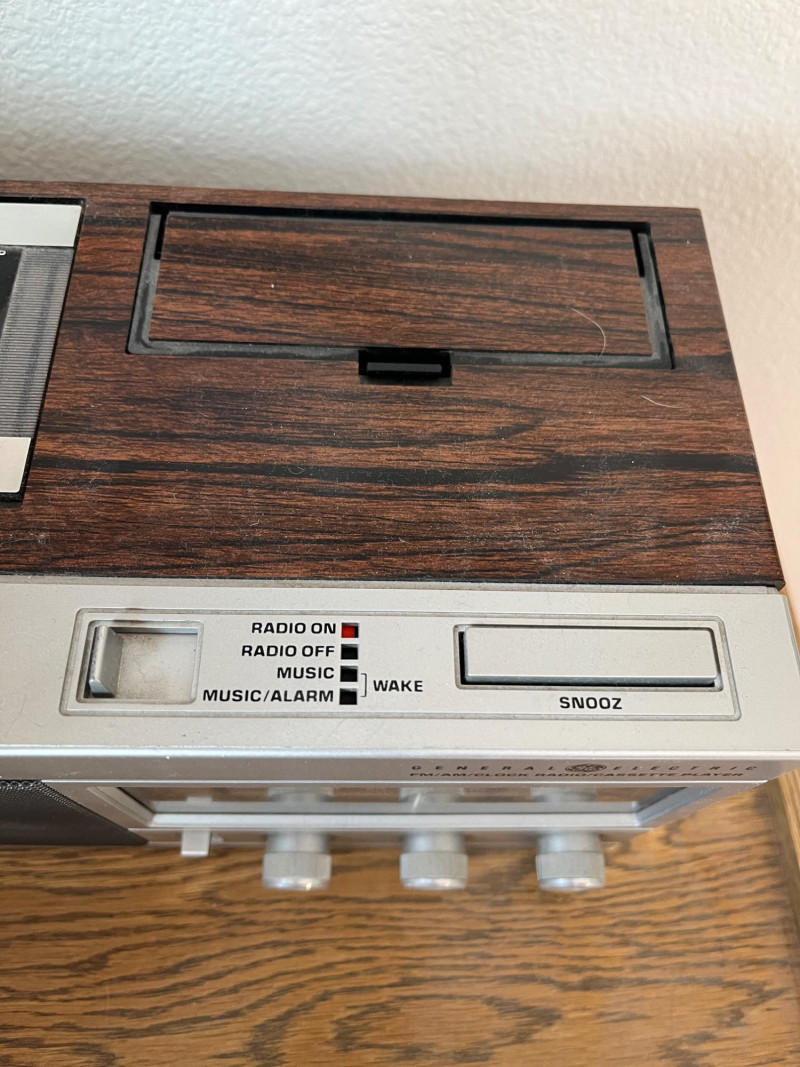 RADIO ON
RADIO OFF
MUSIC
MUSIC/ALARM
WAKE
SNOOZ
GENERAL ELECTRIC
FM/AM/CLOCK RADIO/CASSETTE PLAYER